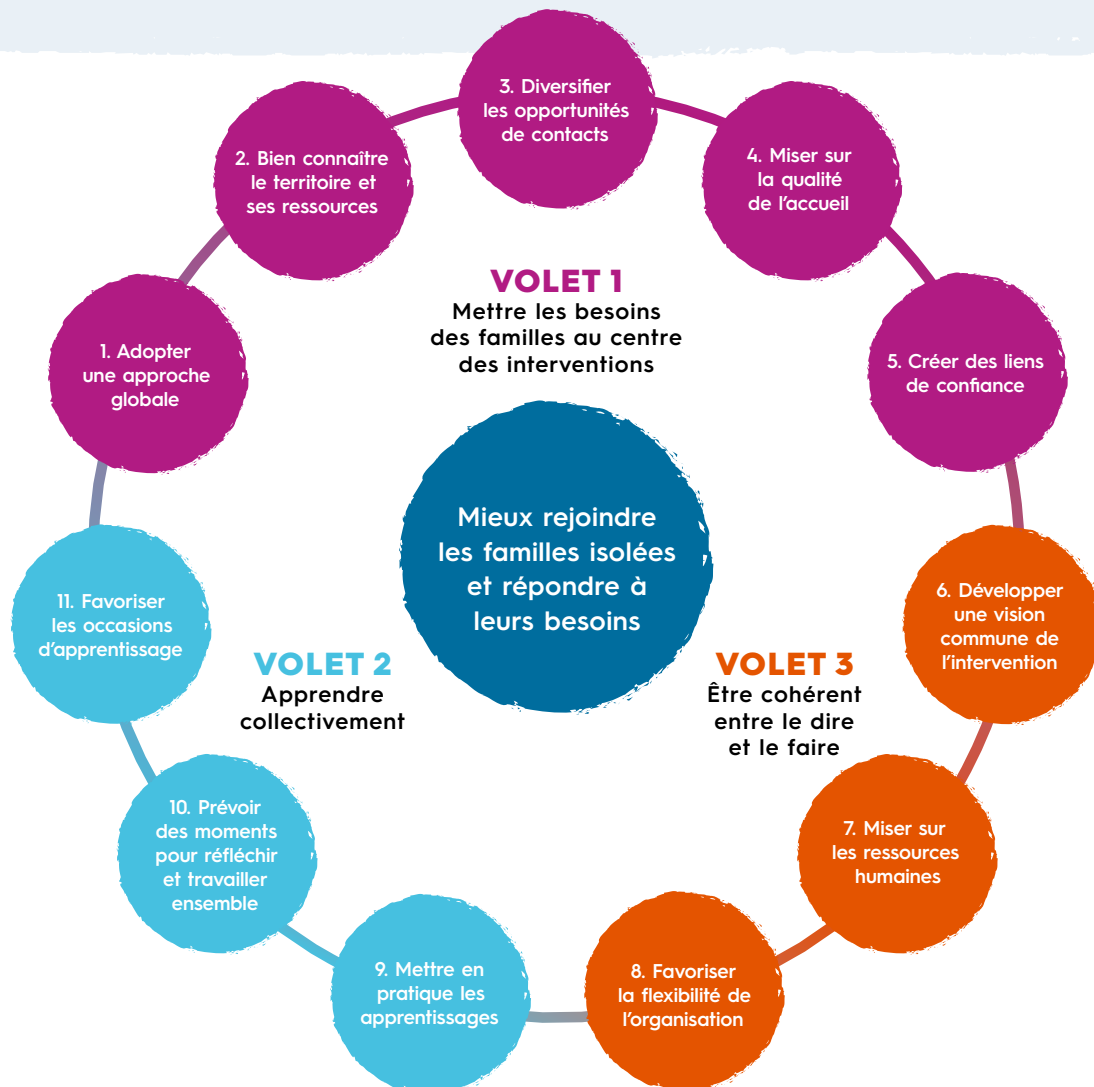 3. Diversifier
les opportunités
de contacts
2. Bien connaître
le territoire et
ses ressources
4. Miser sur
la qualité
de l’accueil
VOLET 1
Mettre les besoins
des familles au centre
des interventions
1. Adopter
une approche
globale
5. Créer des liens
de confiance
Mieux rejoindre
les familles isolées
et répondre à
leurs besoins
11. Favoriser
les occasions
d’apprentissage
6. Développer
une vision
commune de
l’intervention
VOLET 2
Apprendre
collectivement
VOLET 3
Être cohérent
entre le dire
et le faire
10. Prévoir
des moments
pour réfléchir
et travailler
ensemble
7. Miser sur
les ressources
humaines
9. Mettre en
pratique les
apprentissages
8. Favoriser
la flexibilité de
l’organisation